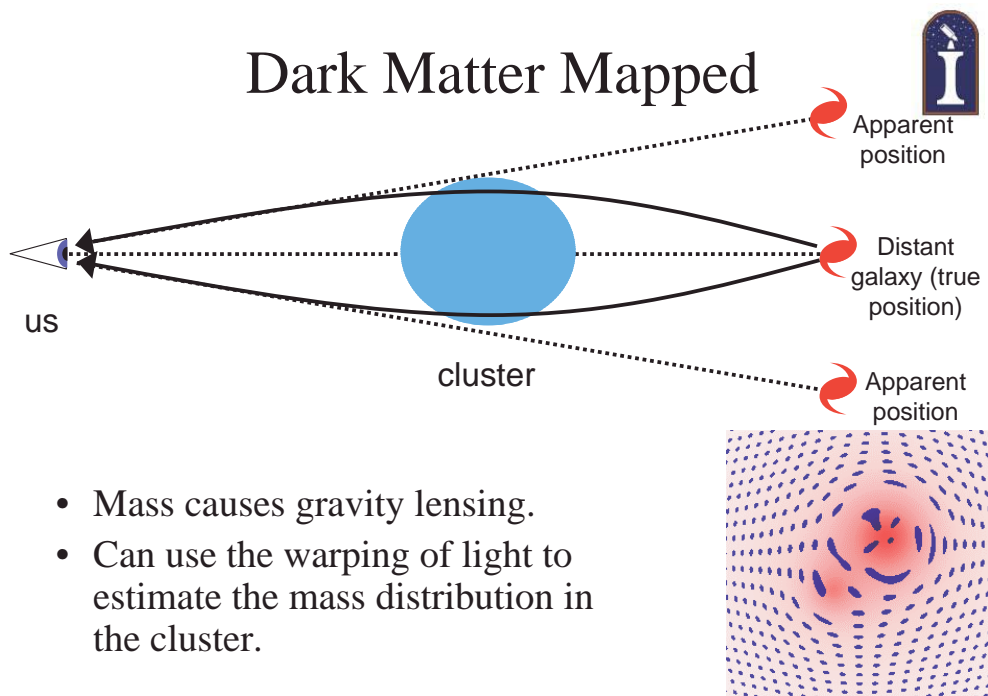 Dark Matter Mapped
I
Apparent
position
Distant
galaxy (true
position)
us
cluster
Apparent
position
• Mass causes gravity lensing.
• Can use the warping of light to
estimate the mass distribution in
the cluster.